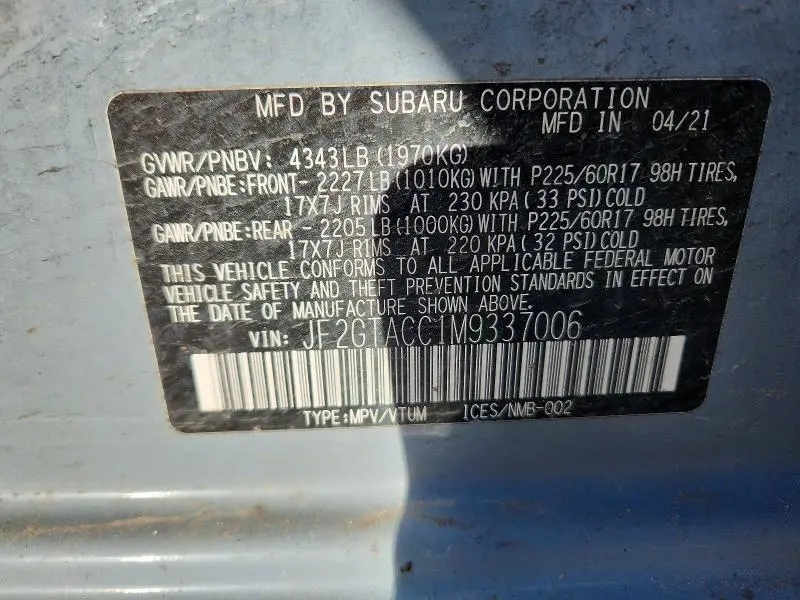 MFD BY SUBARU CORPORATION
MFD IN 04/21
GVWR/PNBV: 4343LB(1970KG)
GAWR/PNBE:FRONT- 2227LB(1010KG)WITH P225/60R17 98H TIRES,
17X7J RIMS AT 230 KPA(33 PSI)COLD
GAWR/PNBE:REAR - 2205LB(1000KG)WITH P225/60R17 98H TIRES,
17X7J RIMS AT 220 KPA(32 PSI)COLD
THIS VEHICLE CONFORMS TO ALL APPLICABLE FEDERAL MOTOR
VEHICLE SAFETY AND THEFT PREVENTION STANDARDS IN EFFECT ON
THE DATE OF MANUFACTURE SHOWN ABOVE.
VIN: JF2GTACC1M9337006
TYPE:MPV/VTUM ICES/NMB-002